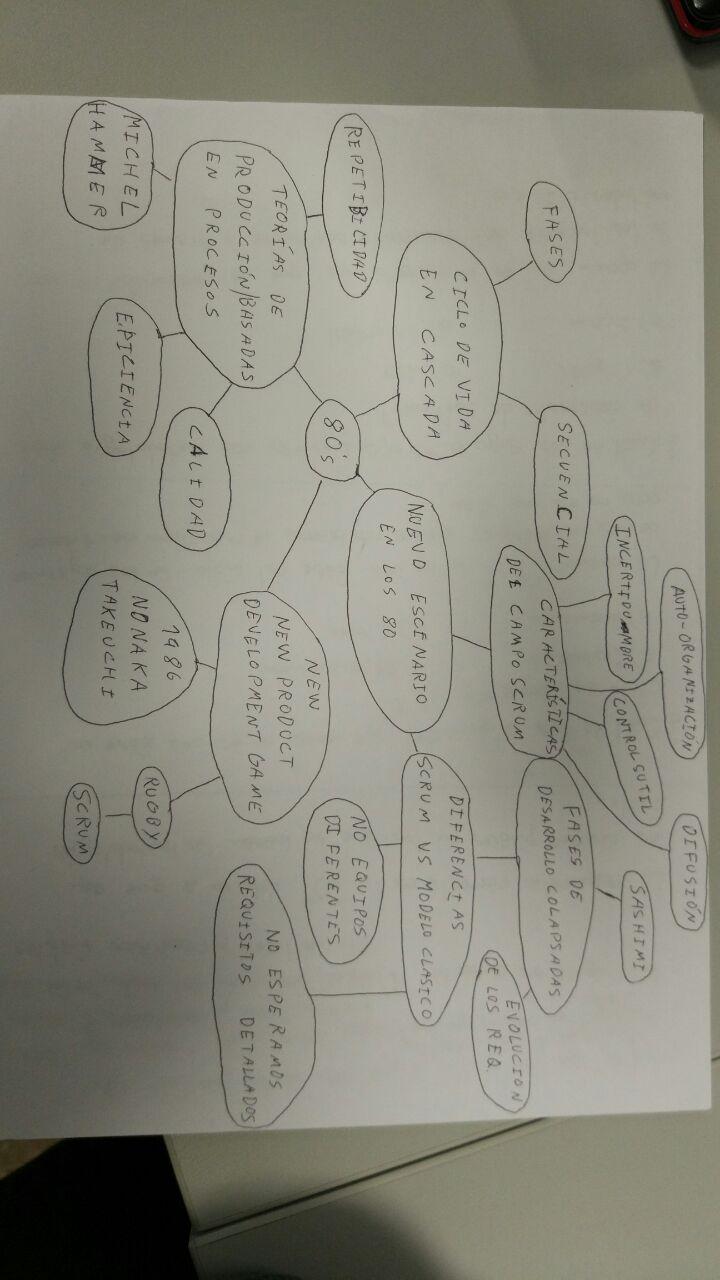 AUTO-ORGANIZACIÓN
DIFUSIÓN
INCERTIDUMBRE
CONTROL SUTIL
SASHIMI
FASES
SECUENCIAL
CARACTERÍSTICAS
DEL CAMPO SCRUM
FASES DE
DESARROLLO COLAPSADAS
EVOLUCION
DE LOS REQ.
CICLO DE VIDA
EN CASCADA
NUEVO ESCENARIO
EN LOS 80
DIFERENCIAS
SCRUM VS MODELO CLASICO
REPETIBILIDAD
80's
NO EQUIPOS
DIFERENTES
TEORÍAS DE
PRODUCCIÓN/BASADAS
EN PROCESOS
NEW
NEW PRODUCT
DEVELOPMENT GAME
NO ESPERAMOS
REQUISITOS DETALLADOS
CALIDAD
MICHEL
HAMMER
EFICIENCIA
1986
NONAKA
TAKEUCHI
RUGBY
SCRUM